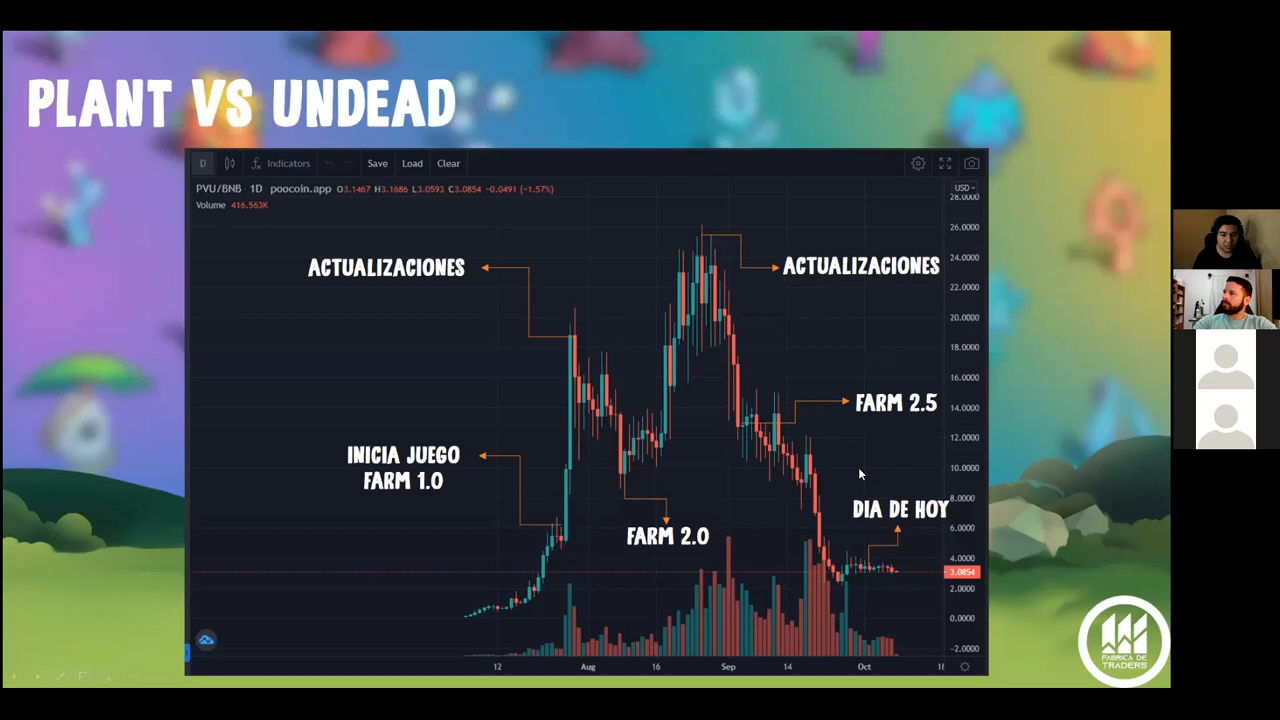 PLANT VS UNDEAD
D
Indicators
Save
Load
Clear
PVU/BNB · 1D poocoin.app O3.1467 H3.1686 L3.0593 C3.0854 -0.0491 (-1.57%)
Volume 416.563K
USD
28.0000
26.0000
24.0000
22.0000
20.0000
18.0000
16.0000
14.0000
12.0000
10.0000
8.0000
6.0000
4.0000
3.0854
2.0000
0.0000
-2.0000
ACTUALIZACIONES
ACTUALIZACIONES
FARM 2.5
INICIA JUEGO
FARM 1.0
DIA DE HOY
FARM 2.0
12
Aug
16
Sep
14
Oct
18
FABRICA DE
TRADERS